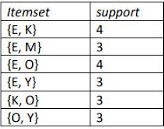 Itemset support
{E, K} 4
{E, M} 3
{E, O} 4
{E, Y} 3
{K, O} 3
{O, Y} 3